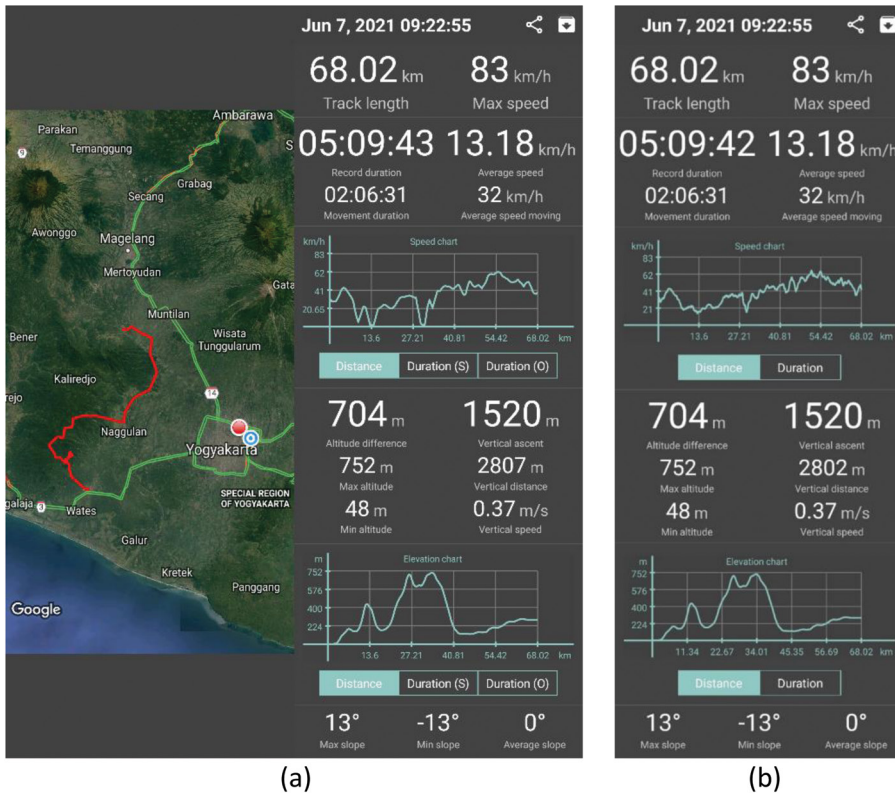 Jun 7, 2021 09:22:55
68.02 km 83 km/h
Track length Max speed
05:09:43 13.18 km/h
Record duration Average speed
02:06:31 32 km/h
Movement duration Average speed moving
km/h Speed chart
83
62
41
20.65
13.6 27.21 40.81 54.42 68.02 km
Distance Duration (S) Duration (O)
704 m 1520 m
Altitude difference Vertical ascent
752 m 2807 m
Max altitude Vertical distance
48 m 0.37 m/s
Min altitude Vertical speed
m Elevation chart
752
576
400
224
13.6 27.21 40.81 54.42 68.02 km
Distance Duration (S) Duration (O)
13° -13° 0°
Max slope Min slope Average slope
Ambarawa
Parakan
9
Temanggung
S
Grabag
Secang
Awonggo
Magelang
Mertoyudan
Gata
Muntilan
Bener
Wisata
Tunggularum
Kaliredjo
rejo
14
Naggulan
Yogyakarta
SPECIAL REGION
OF YOGYAKARTA
galaja
3
Wates
Galur
Kretek
Panggang
Google
(a)
Jun 7, 2021 09:22:55
68.02 km 83 km/h
Track length Max speed
05:09:42 13.18 km/h
Record duration Average speed
02:06:31 32 km/h
Movement duration Average speed moving
km/h Speed chart
83
62
41
21
13.6 27.21 40.81 54.42 68.02 km
Distance Duration
704 m 1520 m
Altitude difference Vertical ascent
752 m 2802 m
Max altitude Vertical distance
48 m 0.37 m/s
Min altitude Vertical speed
m Elevation chart
752
576
400
224
11.34 22.67 34.01 45.35 56.69 68.02 km
Distance Duration
13° -13° 0°
Max slope Min slope Average slope
(b)